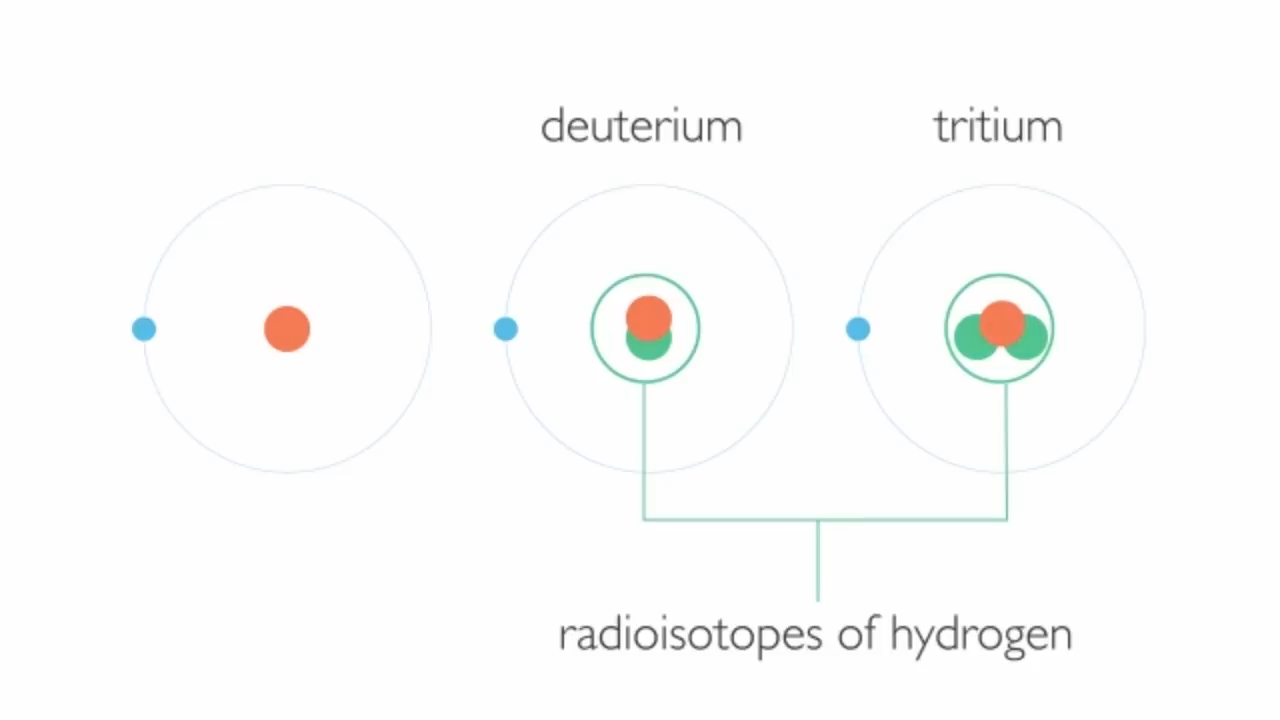 deuterium
tritium
radioisotopes of hydrogen